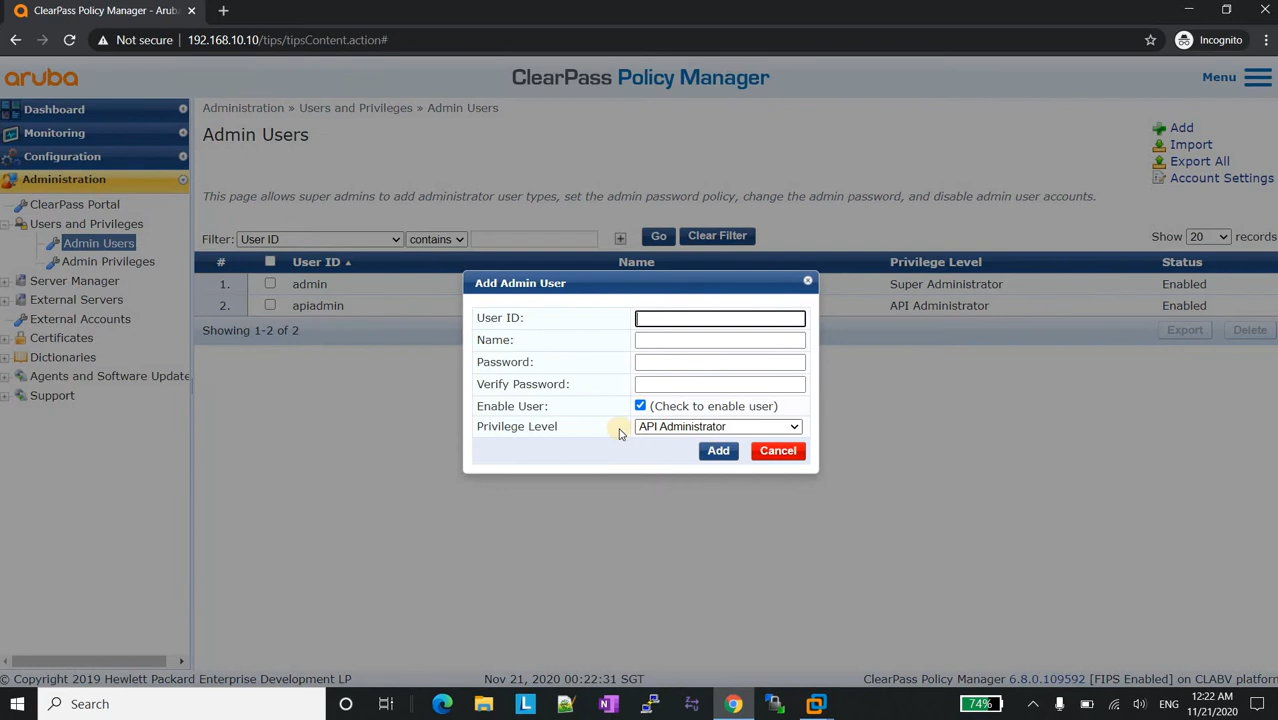 ClearPass Policy Manager - Aru
Not secure 192.168.10.10/tips/tipsContent.action# Incognito
aruba ClearPass Policy Manager Menu
Dashboard
Monitoring
Configuration
Administration
ClearPass Portal
Users and Privileges
Admin Users
Admin Privileges
Server Manager
External Servers
External Accounts
Certificates
Dictionaries
Agents and Software Update
Support
Administration » Users and Privileges » Admin Users
Admin Users
Add
Import
Export All
Account Settings
This page allows super admins to add administrator user types, set the admin password policy, change the admin password, and disable admin user accounts.
Filter: User ID contains + Go Clear Filter Show 20 records
# User ID Name Privilege Level Status
1. admin Super Administrator Enabled
2. apiadmin API Administrator Enabled
Showing 1-2 of 2 Export Delete
Add Admin User
User ID:
Name:
Password:
Verify Password:
Enable User: (Check to enable user)
Privilege Level API Administrator
Add Cancel
© Copyright 2019 Hewlett Packard Enterprise Development LP Nov 21, 2020 00:22:31 SGT ClearPass Policy Manager 6.8.0.109592 [FIPS Enabled] on CLABV platform
Search 74% ENG 12:22 AM
11/21/2020